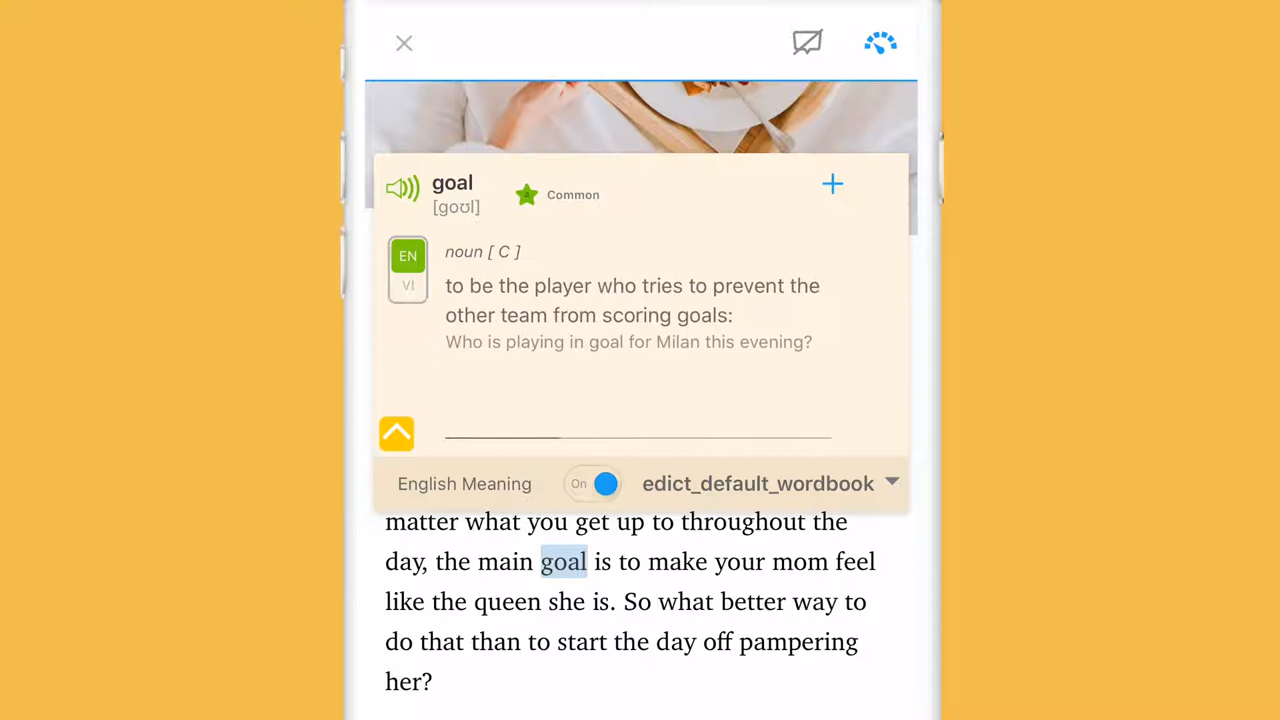 goal
[goʊl]
4
Common
EN
VI
noun [ C ]
to be the player who tries to prevent the
other team from scoring goals:
Who is playing in goal for Milan this evening?
English Meaning
On
edict_default_wordbook
matter what you get up to throughout the
day, the main goal is to make your mom feel
like the queen she is. So what better way to
do that than to start the day off pampering
her?